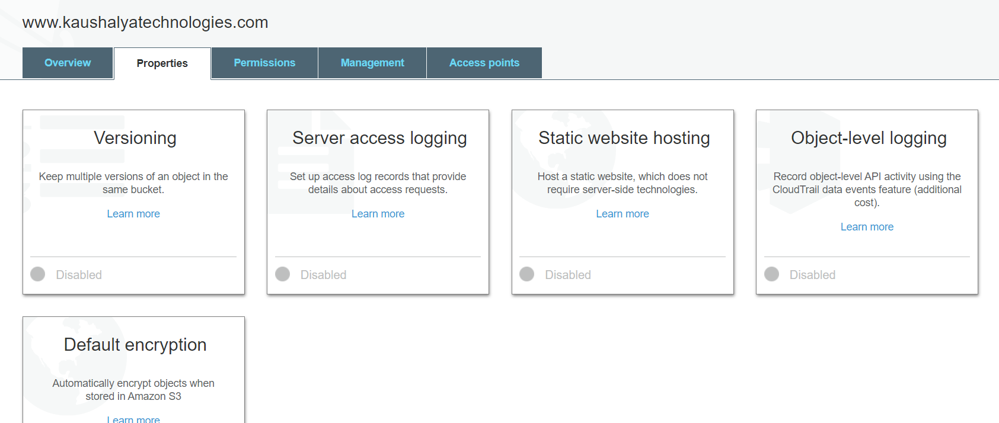 www.kaushalyatechnologies.com
Overview
Properties
Permissions
Management
Access points
Versioning
Keep multiple versions of an object in the
same bucket.
Learn more
Disabled
Server access logging
Set up access log records that provide
details about access requests.
Learn more
Disabled
Static website hosting
Host a static website, which does not
require server-side technologies.
Learn more
Disabled
Object-level logging
Record object-level API activity using the
CloudTrail data events feature (additional
cost).
Learn more
Disabled
Default encryption
Automatically encrypt objects when
stored in Amazon S3
Learn more